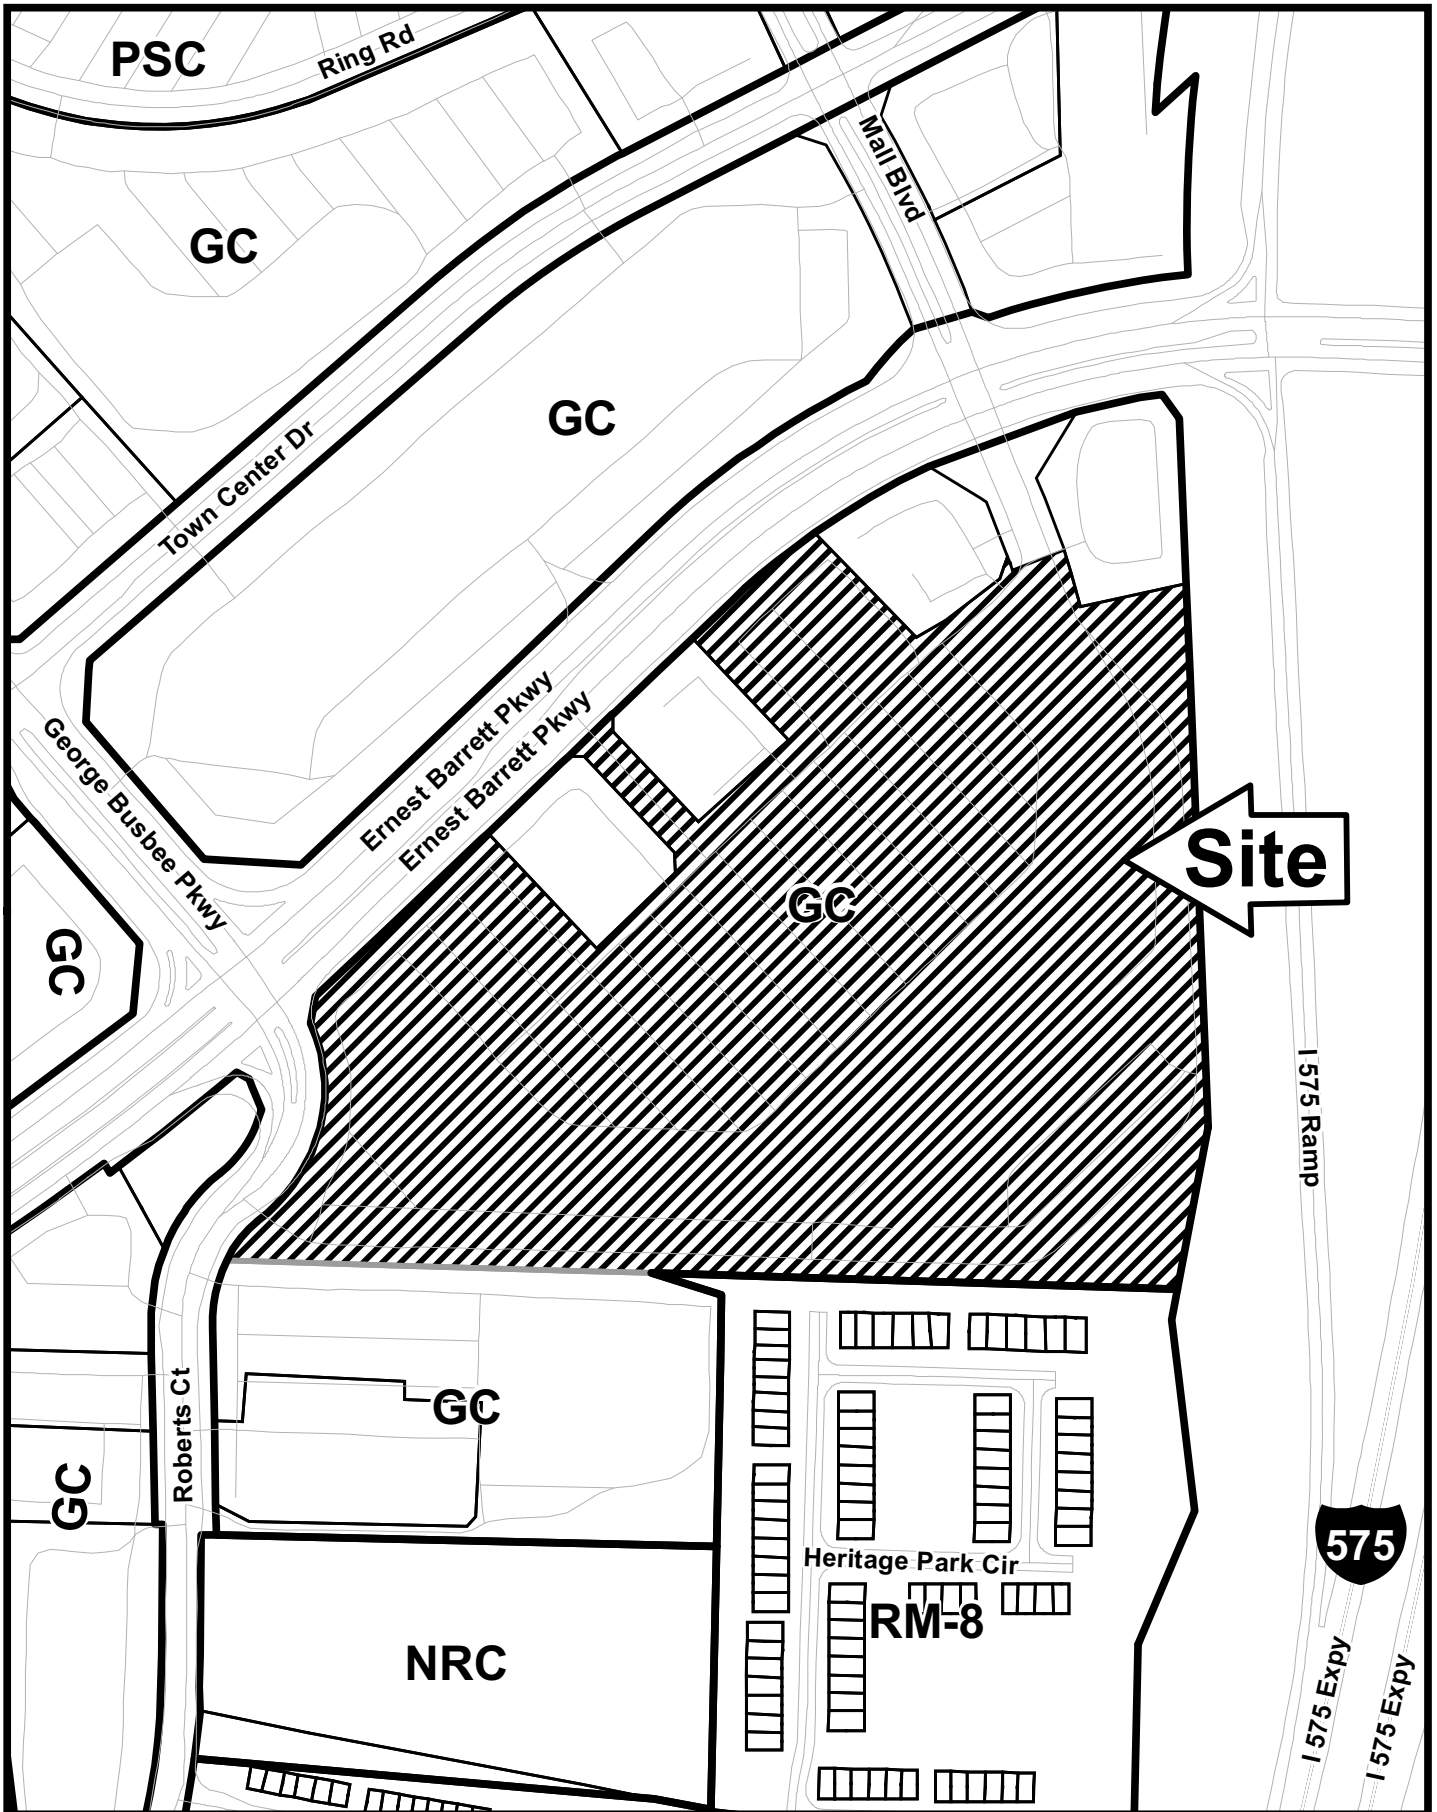 PSC
Ring Rd
Mall Blvd
GC
GC
Town Center Dr
George Busbee Pkwy
Ernest Barrett Pkwy
Ernest Barrett Pkwy
Site
GC
GC
I 575 Ramp
Roberts Ct
GC
GC
575
Heritage Park Cir
RM-8
NRC
I 575 Expy
I 575 Expy